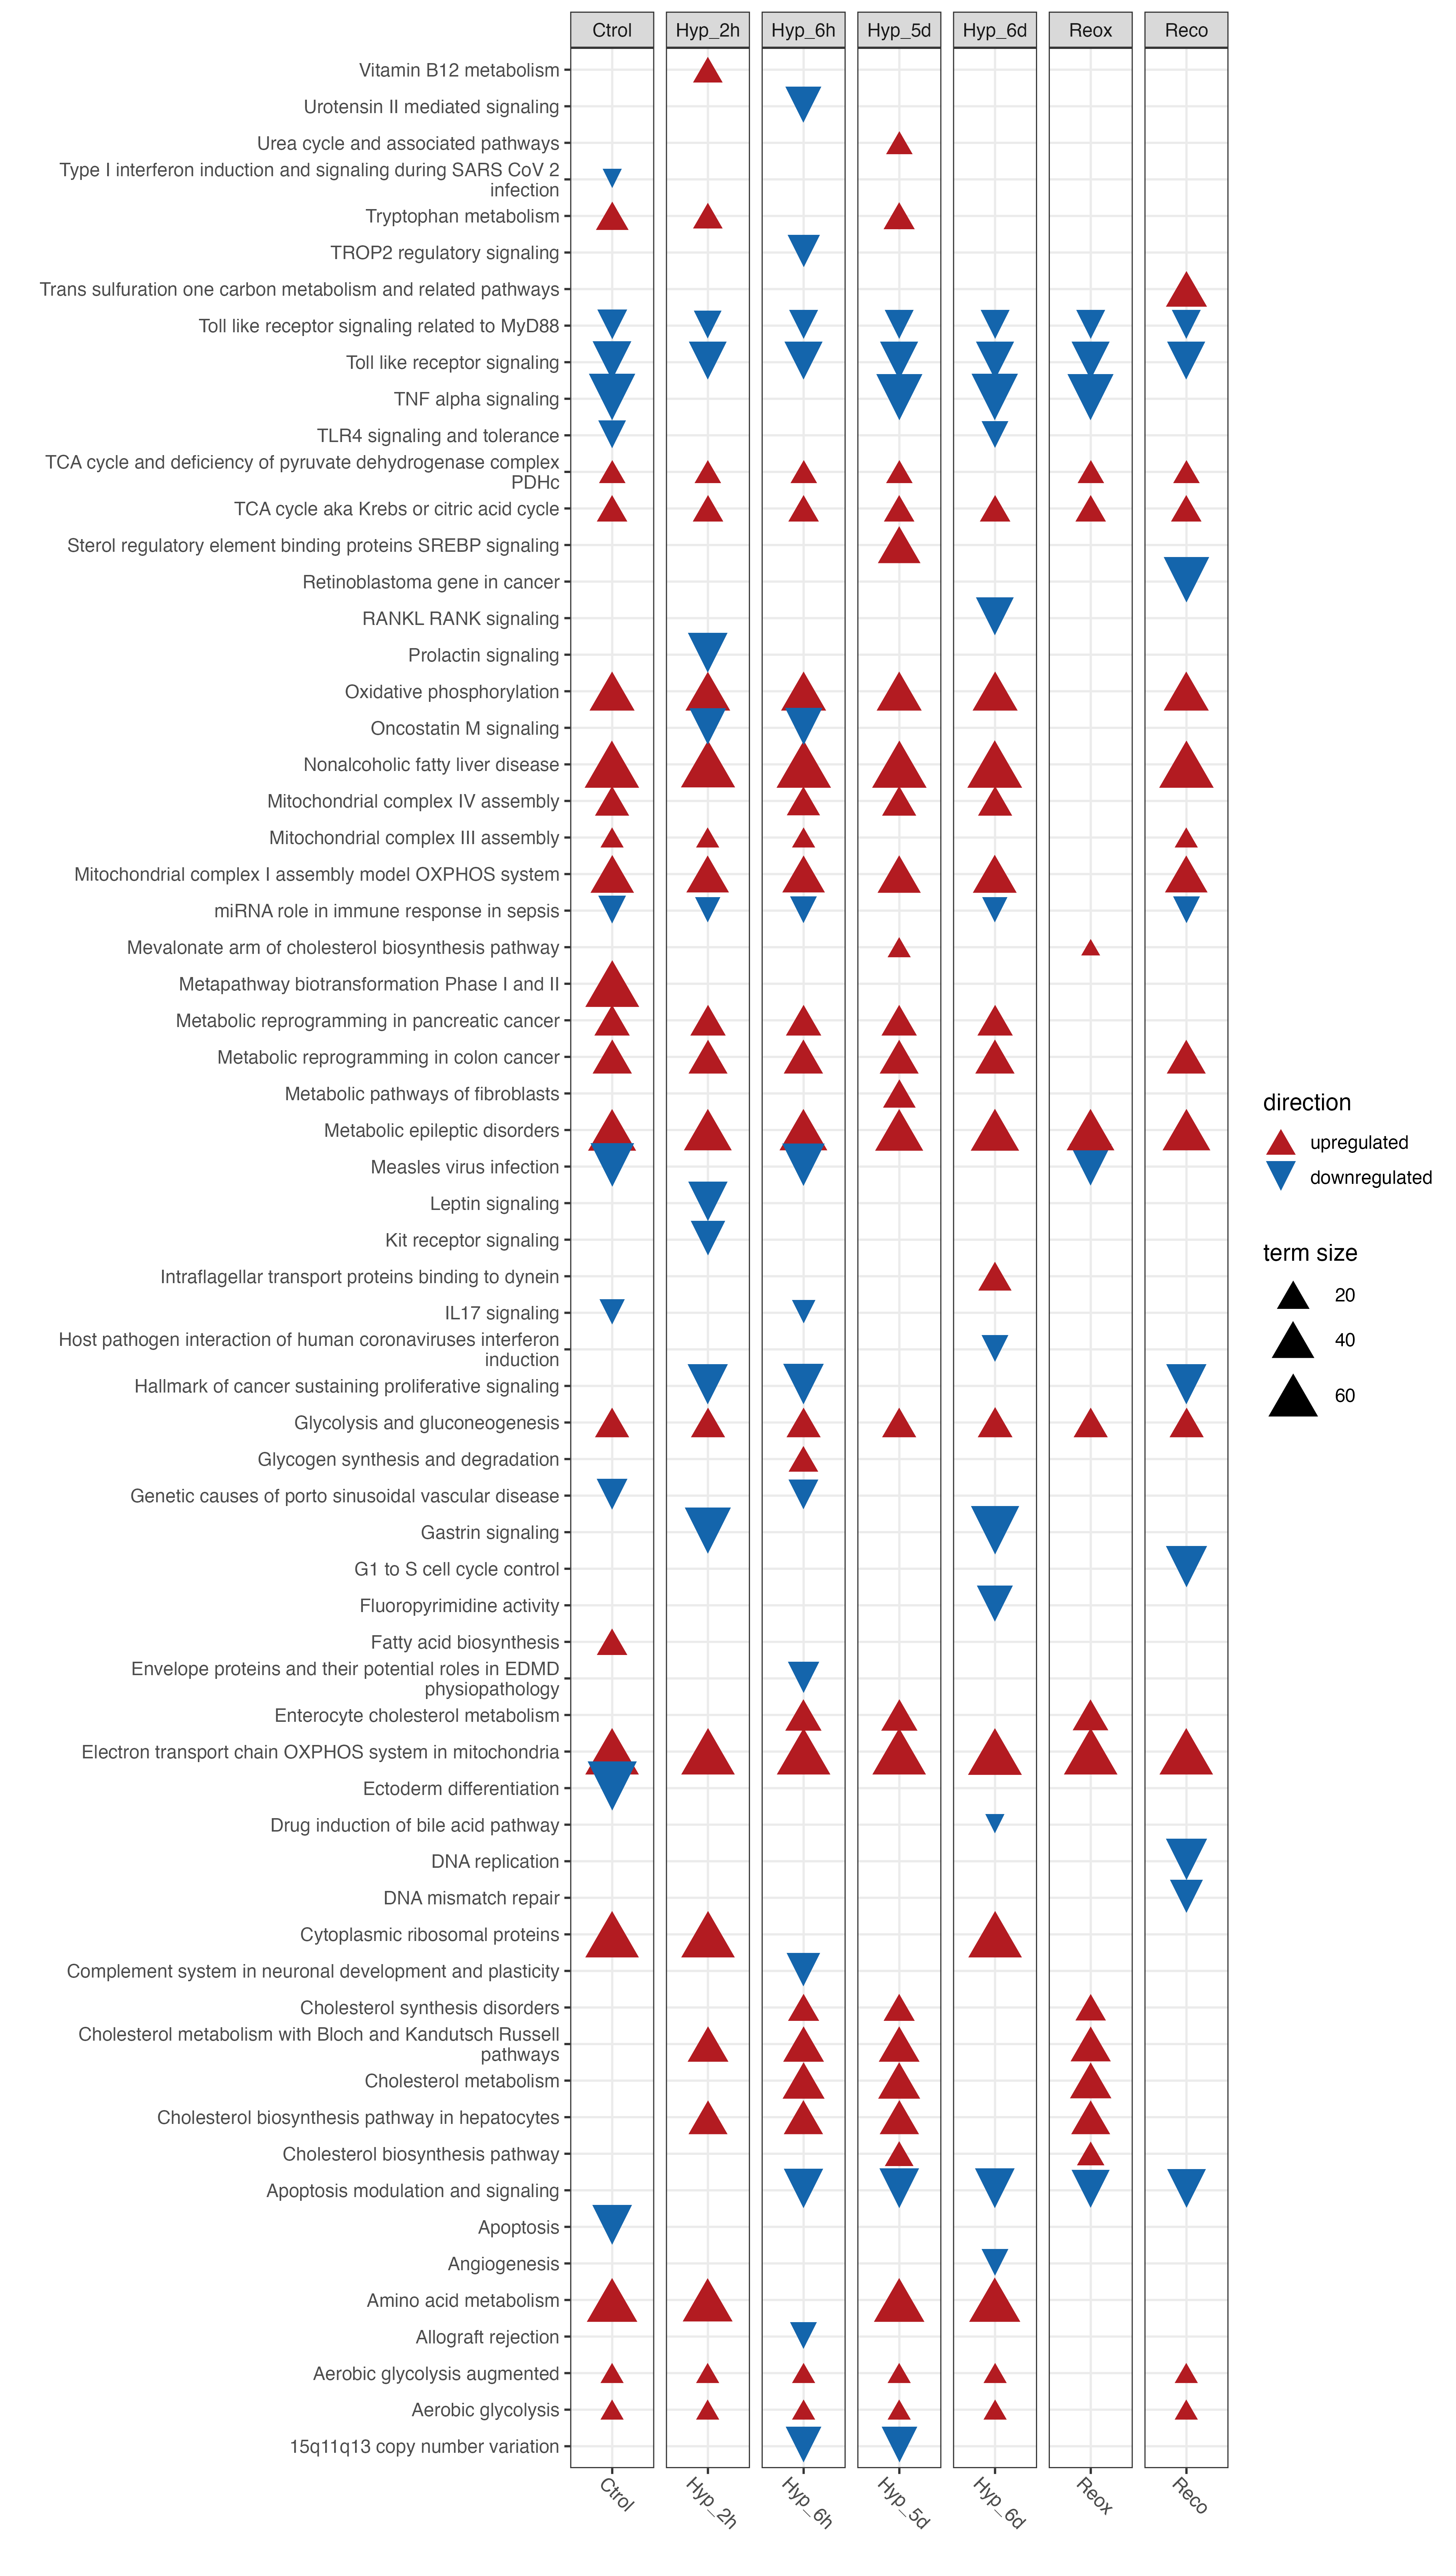 Ctrol Hyp_2h Hyp_6h Hyp_5d Hyp_6d Reox Reco
Vitamin B12 metabolism
Urotensin II mediated signaling
Urea cycle and associated pathways
Type I interferon induction and signaling during SARS CoV 2
infection
Tryptophan metabolism
TROP2 regulatory signaling
Trans sulfuration one carbon metabolism and related pathways
Toll like receptor signaling related to MyD88
Toll like receptor signaling
TNF alpha signaling
TLR4 signaling and tolerance
TCA cycle and deficiency of pyruvate dehydrogenase complex
PDHc
TCA cycle aka Krebs or citric acid cycle
Sterol regulatory element binding proteins SREBP signaling
Retinoblastoma gene in cancer
RANKL RANK signaling
Prolactin signaling
Oxidative phosphorylation
Oncostatin M signaling
Nonalcoholic fatty liver disease
Mitochondrial complex IV assembly
Mitochondrial complex III assembly
Mitochondrial complex I assembly model OXPHOS system
miRNA role in immune response in sepsis
Mevalonate arm of cholesterol biosynthesis pathway
Metapathway biotransformation Phase I and II
Metabolic reprogramming in pancreatic cancer
Metabolic reprogramming in colon cancer
Metabolic pathways of fibroblasts
Metabolic epileptic disorders
Measles virus infection
Leptin signaling
Kit receptor signaling
Intraflagellar transport proteins binding to dynein
IL17 signaling
Host pathogen interaction of human coronaviruses interferon
induction
Hallmark of cancer sustaining proliferative signaling
Glycolysis and gluconeogenesis
Glycogen synthesis and degradation
Genetic causes of porto sinusoidal vascular disease
Gastrin signaling
G1 to S cell cycle control
Fluoropyrimidine activity
Fatty acid biosynthesis
Envelope proteins and their potential roles in EDMD
physiopathology
Enterocyte cholesterol metabolism
Electron transport chain OXPHOS system in mitochondria
Ectoderm differentiation
Drug induction of bile acid pathway
DNA replication
DNA mismatch repair
Cytoplasmic ribosomal proteins
Complement system in neuronal development and plasticity
Cholesterol synthesis disorders
Cholesterol metabolism with Bloch and Kandutsch Russell
pathways
Cholesterol metabolism
Cholesterol biosynthesis pathway in hepatocytes
Cholesterol biosynthesis pathway
Apoptosis modulation and signaling
Apoptosis
Angiogenesis
Amino acid metabolism
Allograft rejection
Aerobic glycolysis augmented
Aerobic glycolysis
15q11q13 copy number variation
Ctrol Hyp_2h Hyp_6h Hyp_5d Hyp_6d Reox Reco
direction
upregulated
downregulated
term size
20
40
60